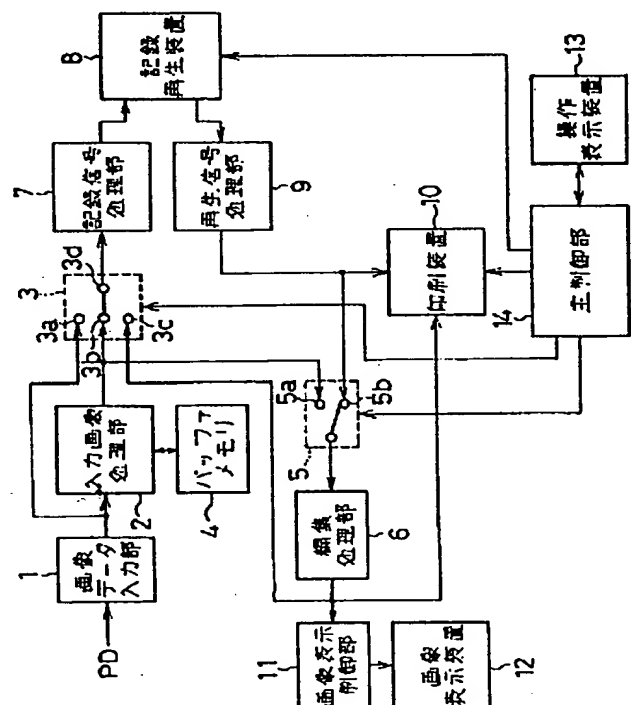 PD
1
画像
データ
入力部
入力画像
処理部
2
バッファ
メモリ
4
3
3a
3b
3c
3d
7
記録信号
処理部
8
記録
再生装置
再生信号
処理部
9
5
5a
5b
編集
処理部
6
印刷装置
10
11
画像表示
制御部
画像
表示装置
12
14
主制御部
操作
表示装置
13